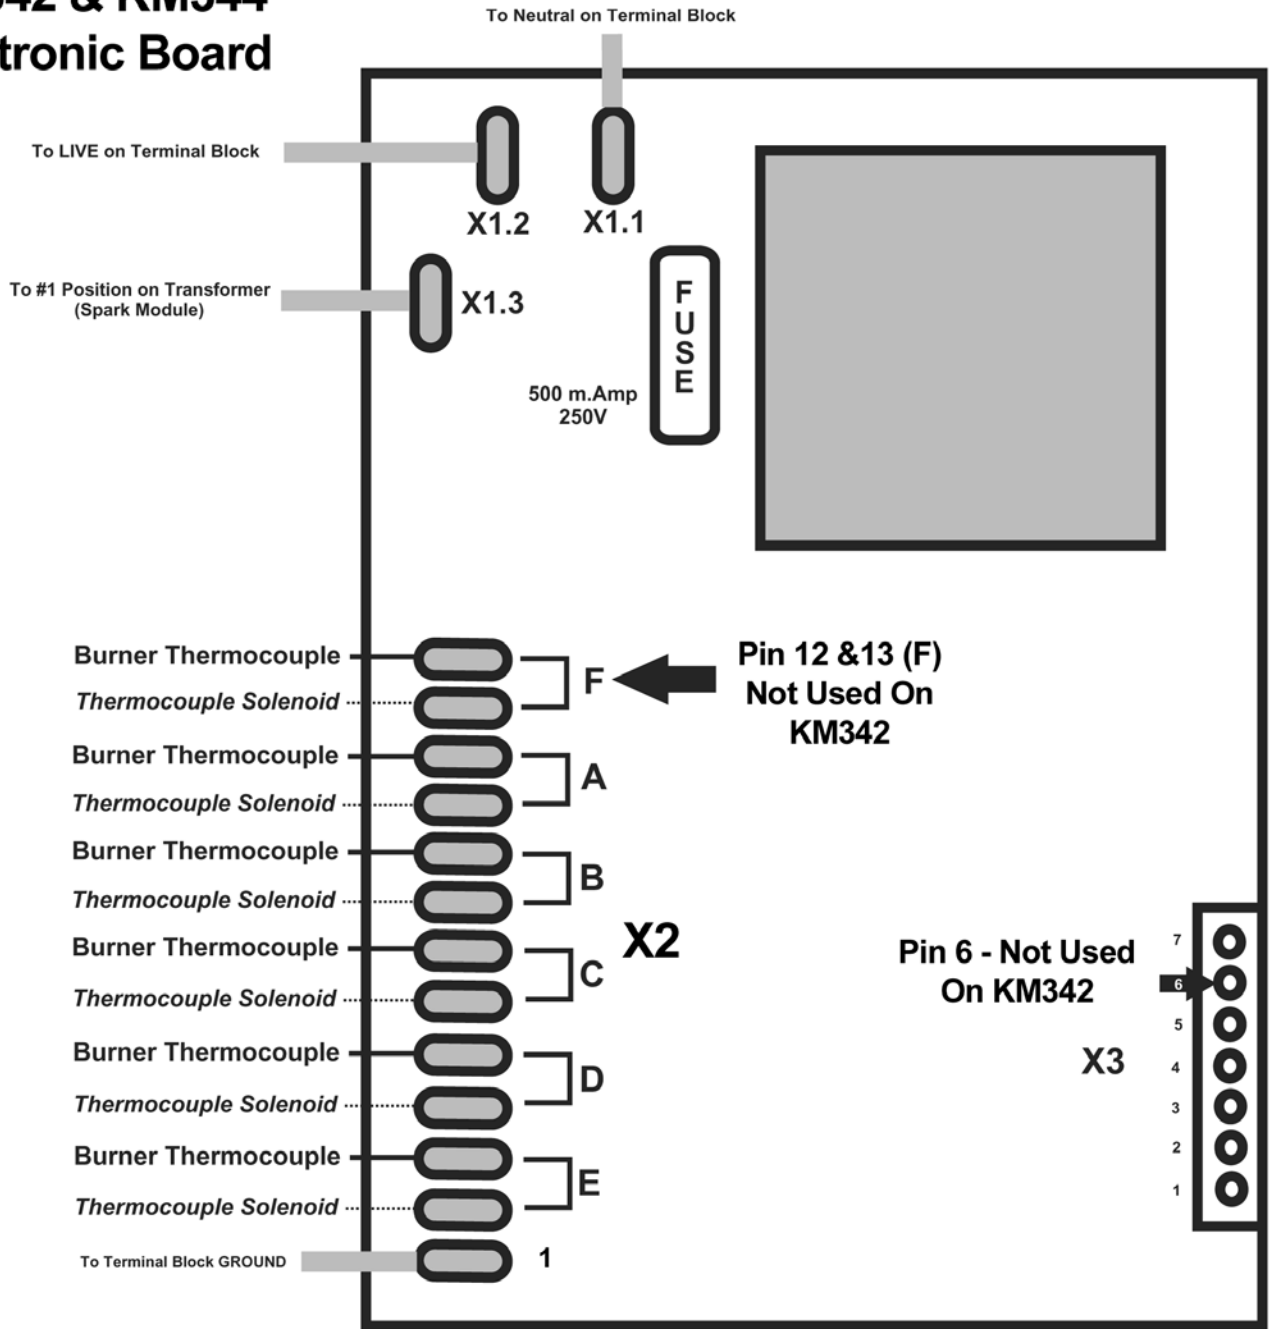 To Neutral on Terminal Block
342 & KM344
tronic Board
To LIVE on Terminal Block
X1.2
X1.1
To #1 Position on Transformer
(Spark Module)
X1.3
FUSE
500 m.Amp
250V
Burner Thermocouple
Thermocouple Solenoid
F
Pin 12 &13 (F)
Not Used On
KM342
Burner Thermocouple
Thermocouple Solenoid
A
Burner Thermocouple
Thermocouple Solenoid
B
Burner Thermocouple
Thermocouple Solenoid
C
X2
Pin 6 - Not Used
On KM342
7
6
5
4
3
2
1
X3
Burner Thermocouple
Thermocouple Solenoid
D
Burner Thermocouple
Thermocouple Solenoid
E
To Terminal Block GROUND
1